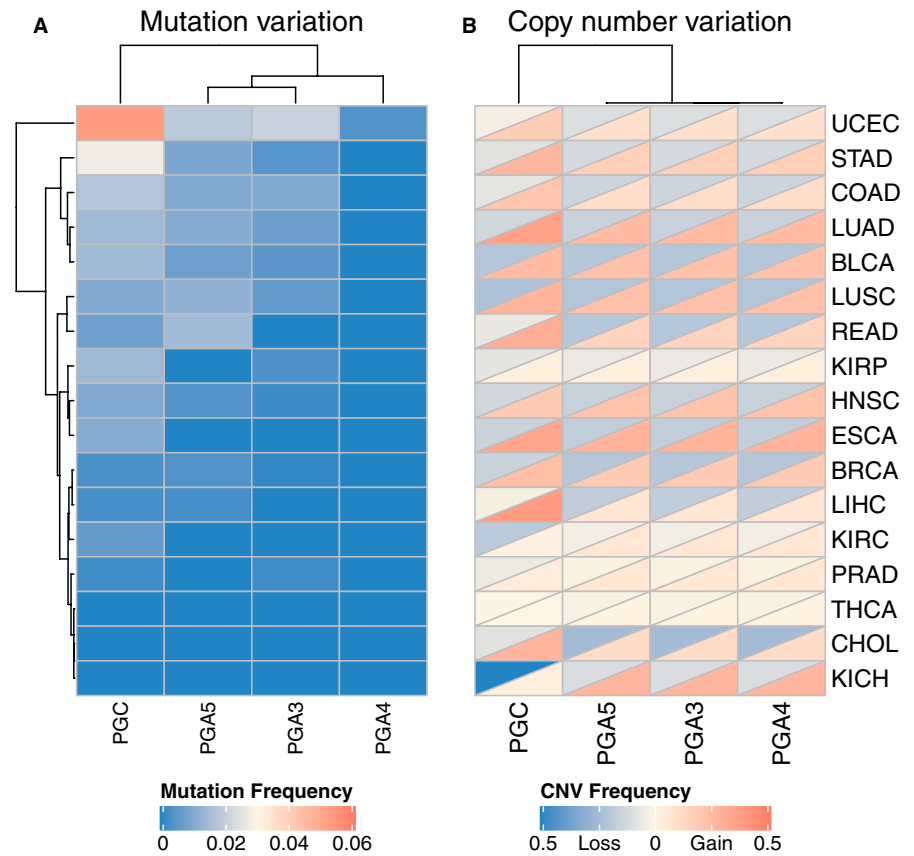 A Mutation variation
B Copy number variation
UCEC
STAD
COAD
LUAD
BLCA
LUSC
READ
KIRP
HNSC
ESCA
BRCA
LIHC
KIRC
PRAD
THCA
CHOL
KICH
PGC PGA5 PGA3 PGA4
PGC PGA5 PGA3 PGA4
Mutation Frequency
0 0.02 0.04 0.06
CNV Frequency
0.5 Loss 0 Gain 0.5